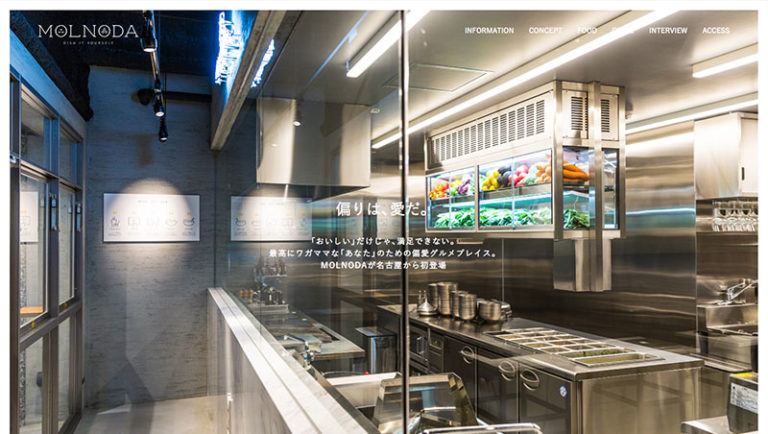 MOLNODA
DISH IT YOURSELF
INFORMATION
CONCEPT
FOOD
INTERVIEW
ACCESS
偏りは、愛だ。
「おいしい」だけじゃ、満足できない。
最高にワガママな「あなた」のための偏愛グルメプレイス。
MOLNODAが名古屋から初登場